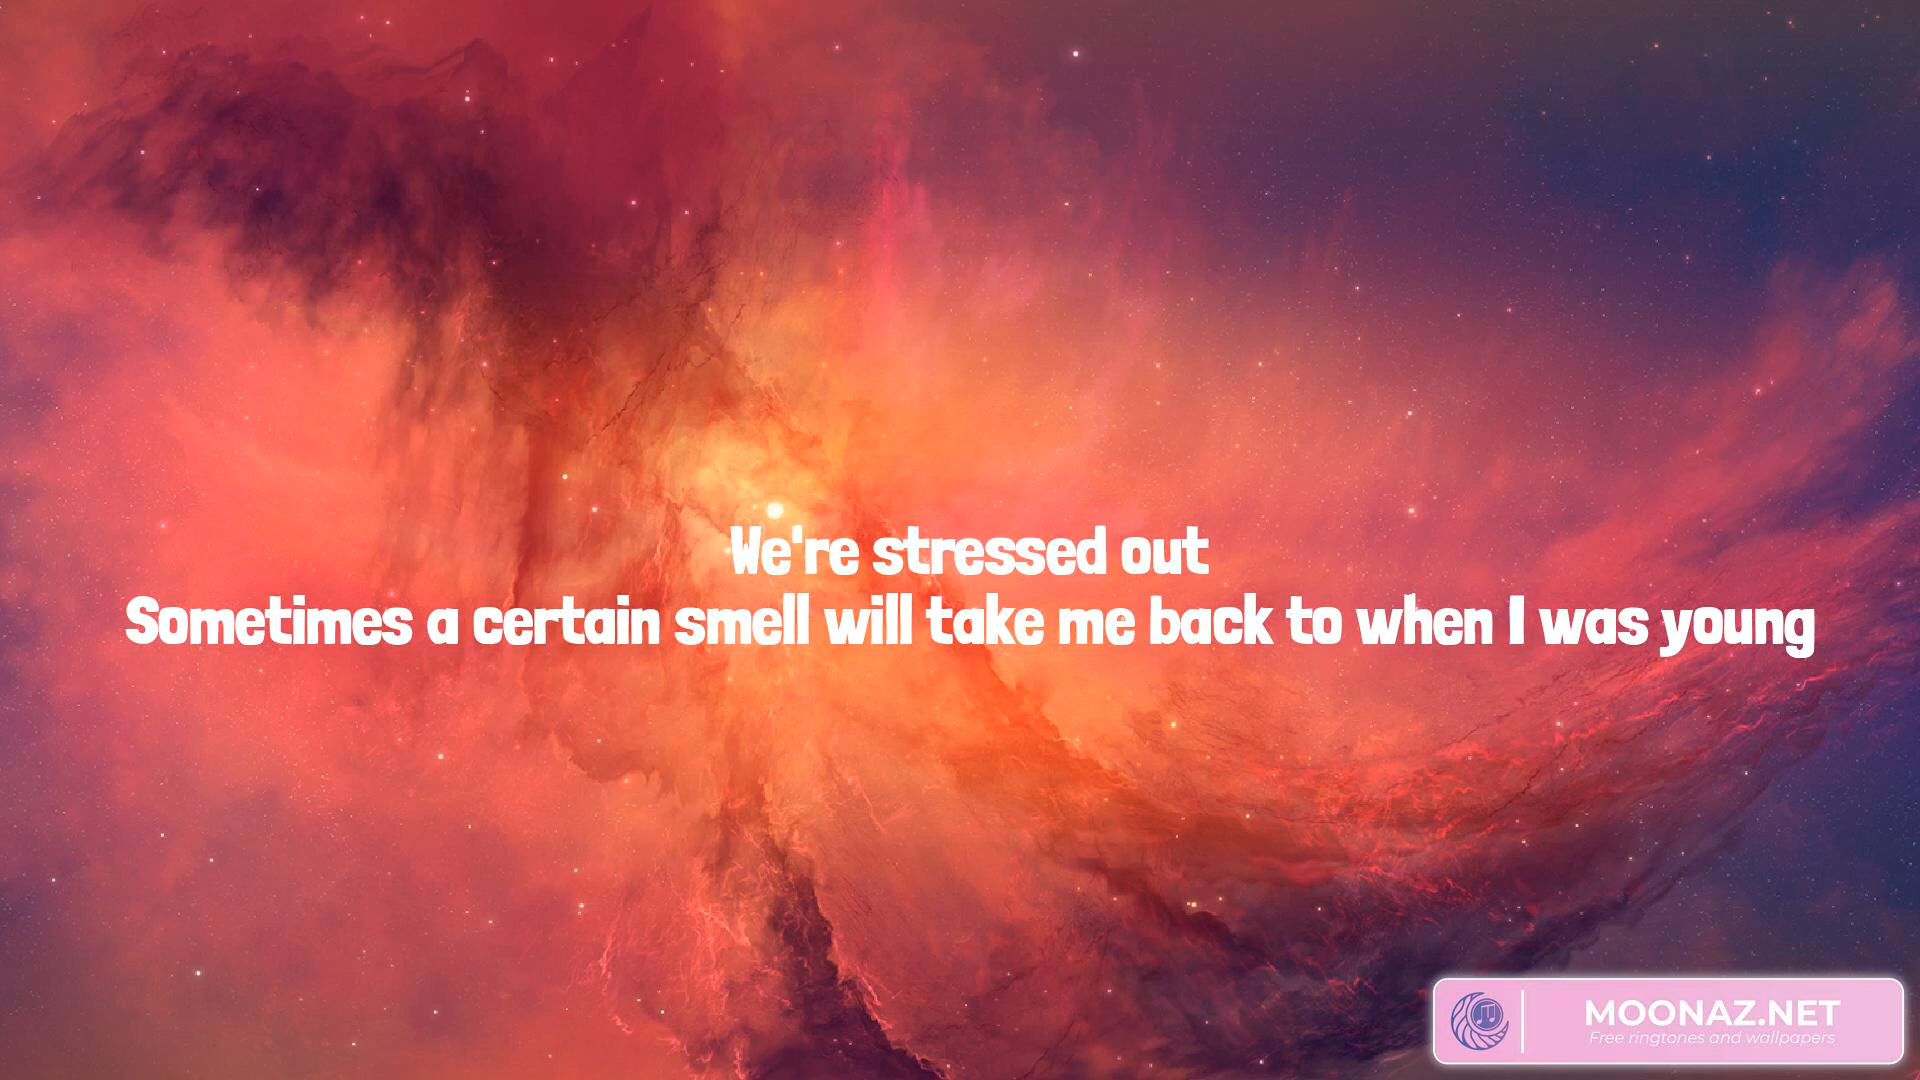 We're stressed out
Sometimes a certain smell will take me back to when I was young
MOONAZ.NET
Free ringtones and wallpapers